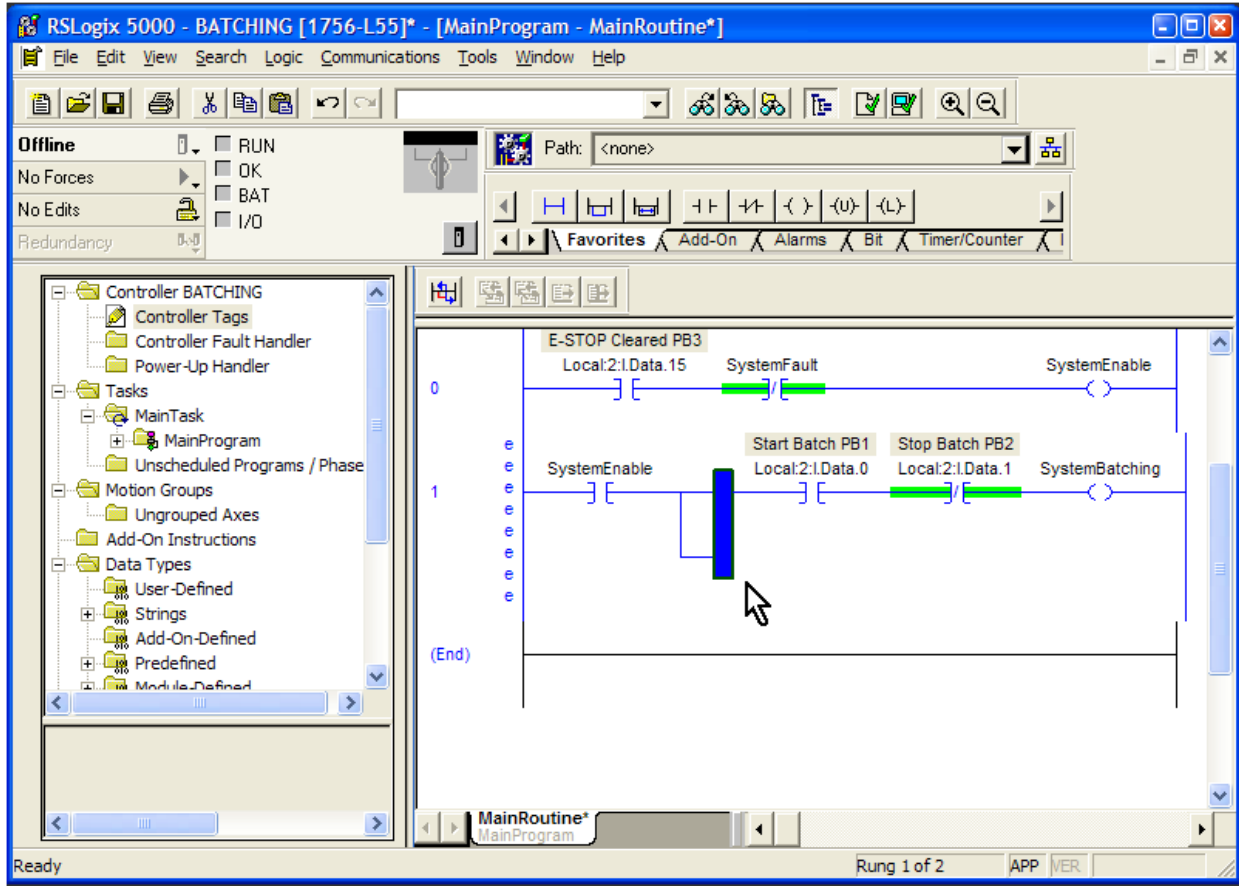 RSLogix 5000 - BATCHING [1756-L55]* - [MainProgram - MainRoutine*]
File Edit View Search Logic Communications Tools Window Help
Offline
RUN
No Forces
OK
No Edits
BAT
Redundancy
I/O
Path: <none>
Favorites Add-On Alarms Bit Timer/Counter
Controller BATCHING
Controller Tags
Controller Fault Handler
Power-Up Handler
Tasks
MainTask
MainProgram
Unscheduled Programs / Phase
Motion Groups
Ungrouped Axes
Add-On Instructions
Data Types
User-Defined
Strings
Add-On-Defined
Predefined
Module-Defined
E-STOP Cleared PB3
Local:2:I.Data.15 SystemFault SystemEnable
0
Start Batch PB1 Stop Batch PB2
SystemEnable Local:2:I.Data.0 Local:2:I.Data.1 SystemBatching
1
e
e
e
e
e
e
e
e
(End)
MainRoutine*
MainProgram
Ready
Rung 1 of 2 APP VER